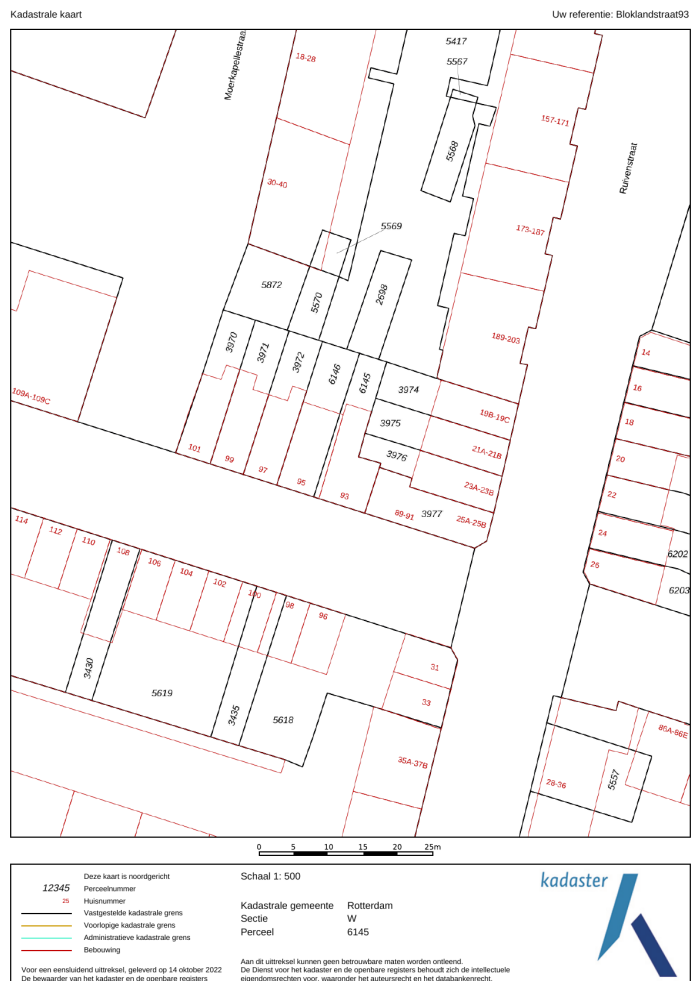 Kadastrale kaart
Uw referentie: Bloklandstraat93
Moerkapellestraat
18-28
5417
5567
157-171
5568
Ruivenstraat
30-40
5569
173-187
5872
5570
2698
3970
3971
3972
6146
6145
189-203
14
109A-109C
3974
16
19B-19C
3975
18
101
99
97
95
93
3976
21A-21B
20
23A-23B
22
89-91
3977
25A-25B
24
6202
114
112
110
108
106
104
102
100
98
96
26
6203
3430
5619
3435
5618
31
33
35A-37B
85A-86E
28-36
5557
0 5 10 15 20 25m
Deze kaart is noordgericht
12345 Perceelnummer
25 Huisnummer
Vastgestelde kadastrale grens
Voorlopige kadastrale grens
Administratieve kadastrale grens
Bebouwing
Voor een eensluidend uittreksel, geleverd op 14 oktober 2022
De bewaarder van het kadaster en de openbare registers
Schaal 1: 500
Kadastrale gemeente Rotterdam
Sectie W
Perceel 6145
Aan dit uittreksel kunnen geen betrouwbare maten worden ontleend.
De Dienst voor het kadaster en de openbare registers behoudt zich de intellectuele
eigendomsrechten voor, waaronder het auteursrecht en het databankenrecht.
kadaster